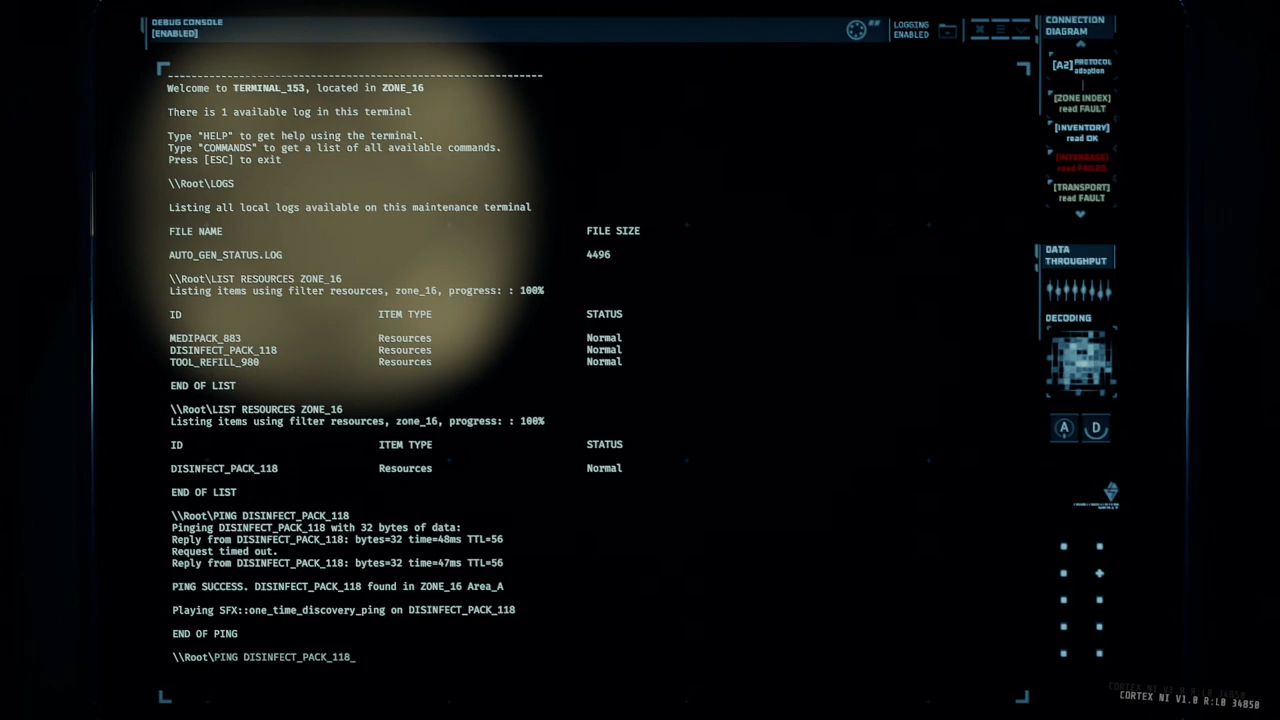 DEBUG CONSOLE
[ENABLED]
LOGGING
ENABLED
CONNECTION
DIAGRAM
[A2] PROTOCOL
adaption
[ZONE INDEX]
read FAULT
[INVENTORY]
read OK
read FAILED
[TRANSPORT]
read FAULT
DATA
THROUGHPUT
DECODING
A D
----------------------------------------------------------------
Welcome to TERMINAL_153, located in ZONE_16
There is 1 available log in this terminal
Type "HELP" to get help using the terminal.
Type "COMMANDS" to get a list of all available commands.
Press [ESC] to exit
\\Root\LOGS
Listing all local logs available on this maintenance terminal
FILE NAME FILE SIZE
AUTO_GEN_STATUS.LOG 4496
\\Root\LIST RESOURCES ZONE_16
Listing items using filter resources, zone_16, progress: : 100%
ID ITEM TYPE STATUS
MEDIPACK_883 Resources Normal
DISINFECT_PACK_118 Resources Normal
TOOL_REFILL_980 Resources Normal
END OF LIST
\\Root\LIST RESOURCES ZONE_16
Listing items using filter resources, zone_16, progress: : 100%
ID ITEM TYPE STATUS
DISINFECT_PACK_118 Resources Normal
END OF LIST
\\Root\PING DISINFECT_PACK_118
Pinging DISINFECT_PACK_118 with 32 bytes of data:
Reply from DISINFECT_PACK_118: bytes=32 time=48ms TTL=56
Request timed out.
Reply from DISINFECT_PACK_118: bytes=32 time=47ms TTL=56
PING SUCCESS. DISINFECT_PACK_118 found in ZONE_16 Area_A
Playing SFX::one_time_discovery_ping on DISINFECT_PACK_118
END OF PING
\\Root\PING DISINFECT_PACK_118_
CORTEX NI V1.0 R:L0 34850